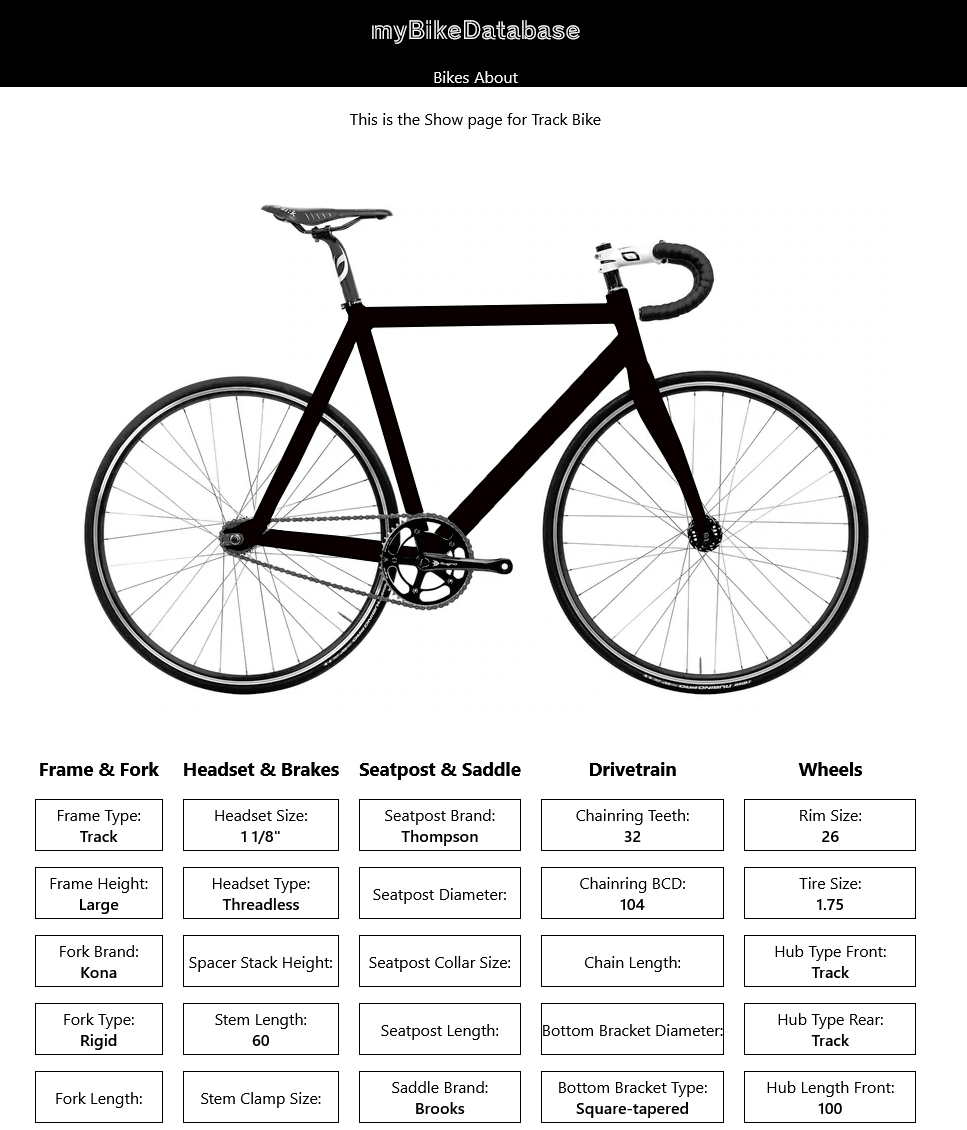 myBikeDatabase
Bikes About
This is the Show page for Track Bike
Frame & Fork
Frame Type:
Track
Frame Height:
Large
Fork Brand:
Kona
Fork Type:
Rigid
Fork Length:
Headset & Brakes
Headset Size:
1 1/8"
Headset Type:
Threadless
Spacer Stack Height:
Stem Length:
60
Stem Clamp Size:
Seatpost & Saddle
Seatpost Brand:
Thompson
Seatpost Diameter:
Seatpost Collar Size:
Seatpost Length:
Saddle Brand:
Brooks
Drivetrain
Chainring Teeth:
32
Chainring BCD:
104
Chain Length:
Bottom Bracket Diameter:
Bottom Bracket Type:
Square-tapered
Wheels
Rim Size:
26
Tire Size:
1.75
Hub Type Front:
Track
Hub Type Rear:
Track
Hub Length Front:
100